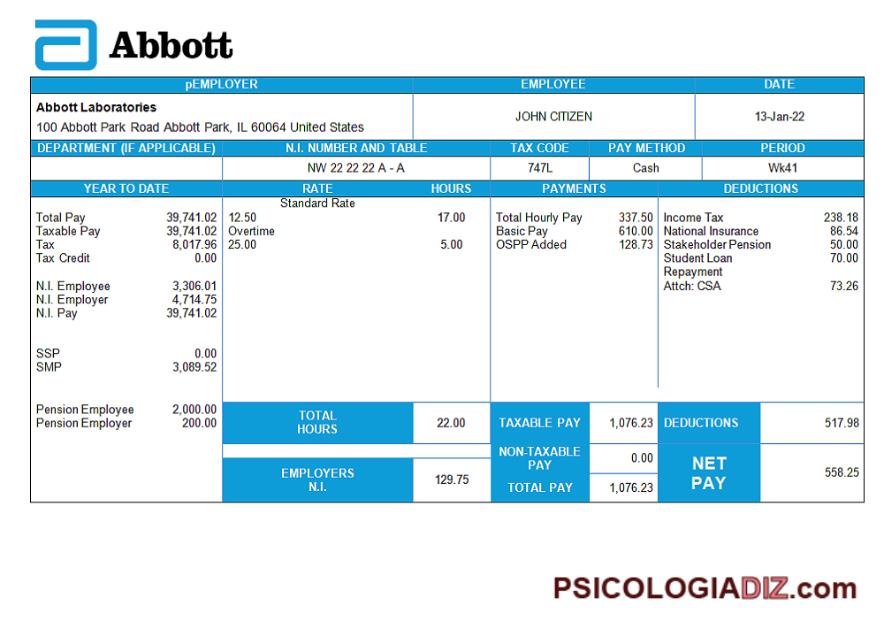 Abbott
pEMPLOYER EMPLOYEE DATE
Abbott Laboratories
100 Abbott Park Road Abbott Park, IL 60064 United States
JOHN CITIZEN
13-Jan-22
DEPARTMENT (IF APPLICABLE) N.I. NUMBER AND TABLE TAX CODE PAY METHOD PERIOD
NW 22 22 22 A - A 747L Cash Wk41
YEAR TO DATE RATE HOURS PAYMENTS DEDUCTIONS
Standard Rate
Total Pay 39,741.02 12.50 17.00 Total Hourly Pay 337.50 Income Tax 238.18
Taxable Pay 39,741.02 Overtime Basic Pay 610.00 National Insurance 86.54
Tax 8,017.96 25.00 5.00 OSPP Added 128.73 Stakeholder Pension 50.00
Tax Credit 0.00 Student Loan 70.00
Repayment
N.I. Employee 3,306.01 Attch: CSA 73.26
N.I. Employer 4,714.75
N.I. Pay 39,741.02
SSP 0.00
SMP 3,089.52
Pension Employee 2,000.00
Pension Employer 200.00
TOTAL
HOURS
22.00
TAXABLE PAY 1,076.23
DEDUCTIONS 517.98
EMPLOYERS
N.I.
129.75
NON-TAXABLE
PAY
0.00
TOTAL PAY 1,076.23
NET
PAY
558.25
PSICOLOGIADIZ.com